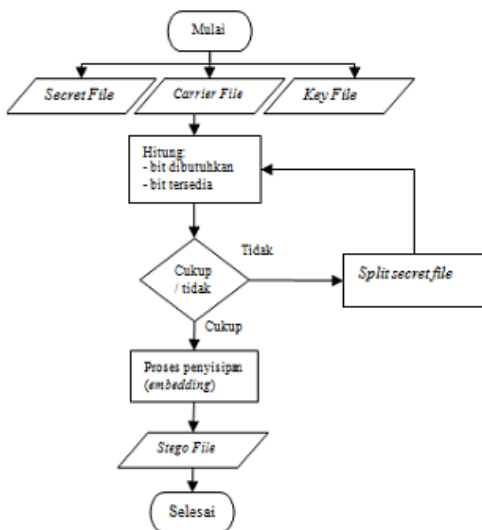 Mulai
Secret File
Carrier File
Key File
Hitung:
- bit dibutuhkan
- bit tersedia
Tidak
Cukup
/ tidak
Split secret file
Cukup
Proses penyisipan
(embedding)
Stego File
Selesai